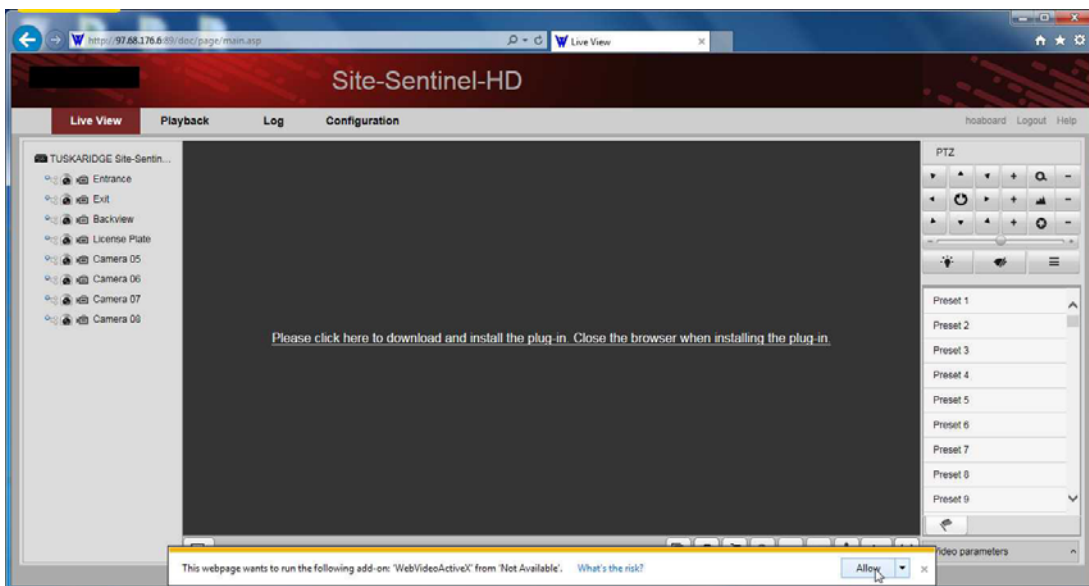 http://97.68.176.6:89/doc/page/main.asp
Live View
Site-Sentinel-HD
Live View Playback Log Configuration
hoaboard Logout Help
TUSKARIDGE Site-Sentin...
Entrance
Exit
Backview
License Plate
Camera 05
Camera 06
Camera 07
Camera 08
Please click here to download and install the plug-in. Close the browser when installing the plug-in.
PTZ
Preset 1
Preset 2
Preset 3
Preset 4
Preset 5
Preset 6
Preset 7
Preset 8
Preset 9
Video parameters
This webpage wants to run the following add-on: 'WebVideoActiveX' from 'Not Available'. What's the risk?
Allow